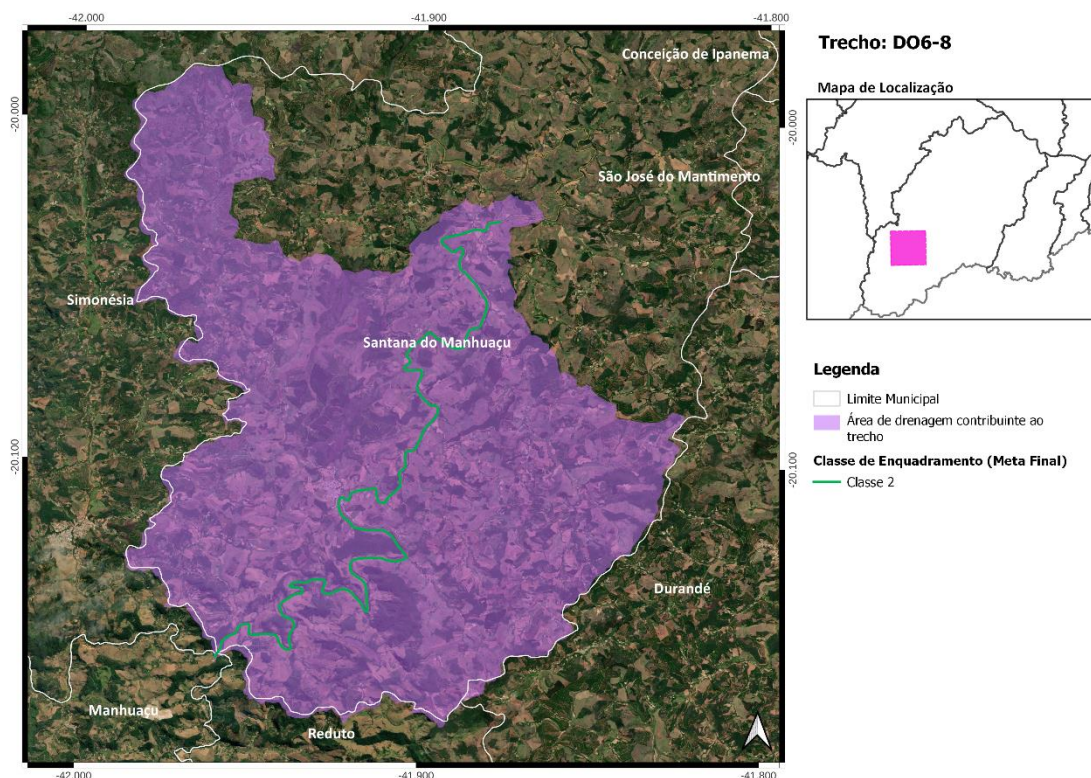 -42.000
-41.900
-41.800
Conceição de Ipanema
-20.000
-20.000
São José do Mantimento
Simonésia
Santana do Manhuaçu
-20.100
-20.100
Durandé
Manhuaçu
Reduto
-42.000
-41.900
-41.800
Trecho: DO6-8
Mapa de Localização
Legenda
Limite Municipal
Área de drenagem contribuinte ao
trecho
Classe de Enquadramento (Meta Final)
Classe 2